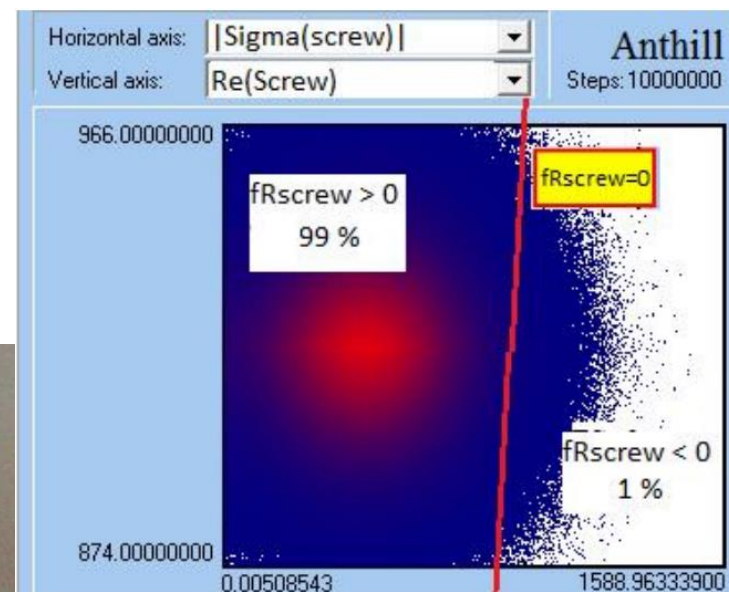 Horizontal axis: |Sigma(screw)| Anthill
Vertical axis: Re(Screw) Steps: 10000000
966.00000000
fRscrew=0
fRscrew > 0
99 %
fRscrew < 0
1 %
874.00000000
0.00508543 1588.96333900